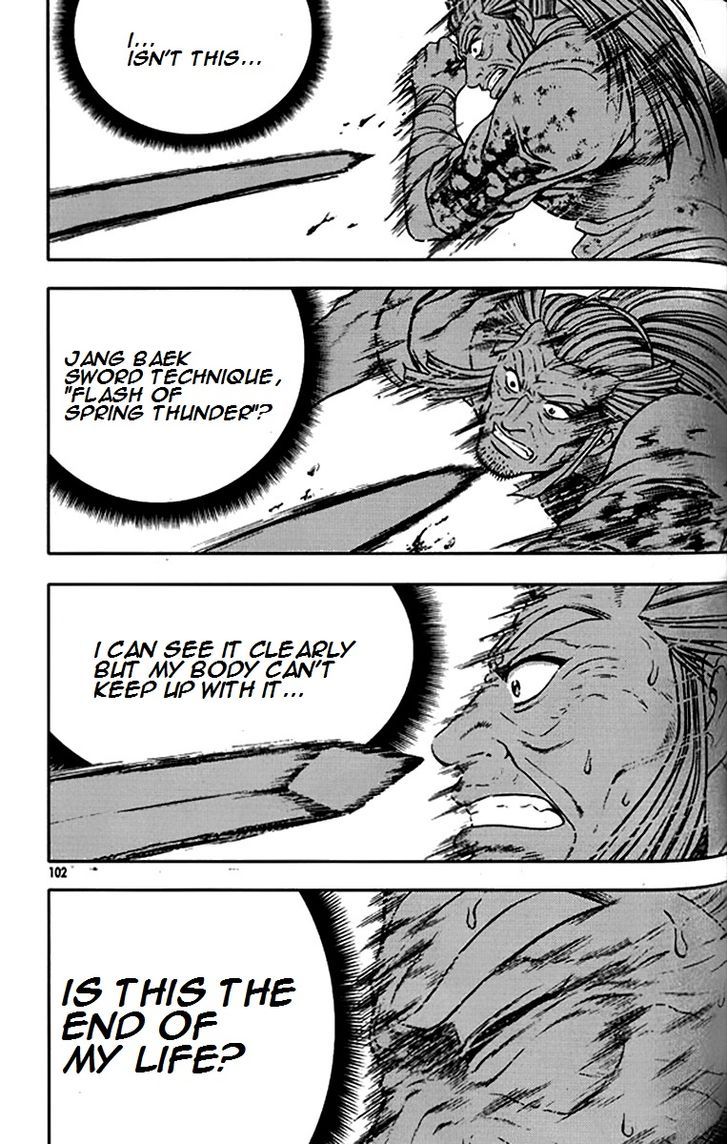 I...
ISN'T THIS...
JANG BAEK
SWORD TECHNIQUE,
"FLASH OF
SPRING THUNDER"?
I CAN SEE IT CLEARLY
BUT MY BODY CAN'T
KEEP UP WITH IT...
102
IS THIS THE
END OF
MY LIFE?